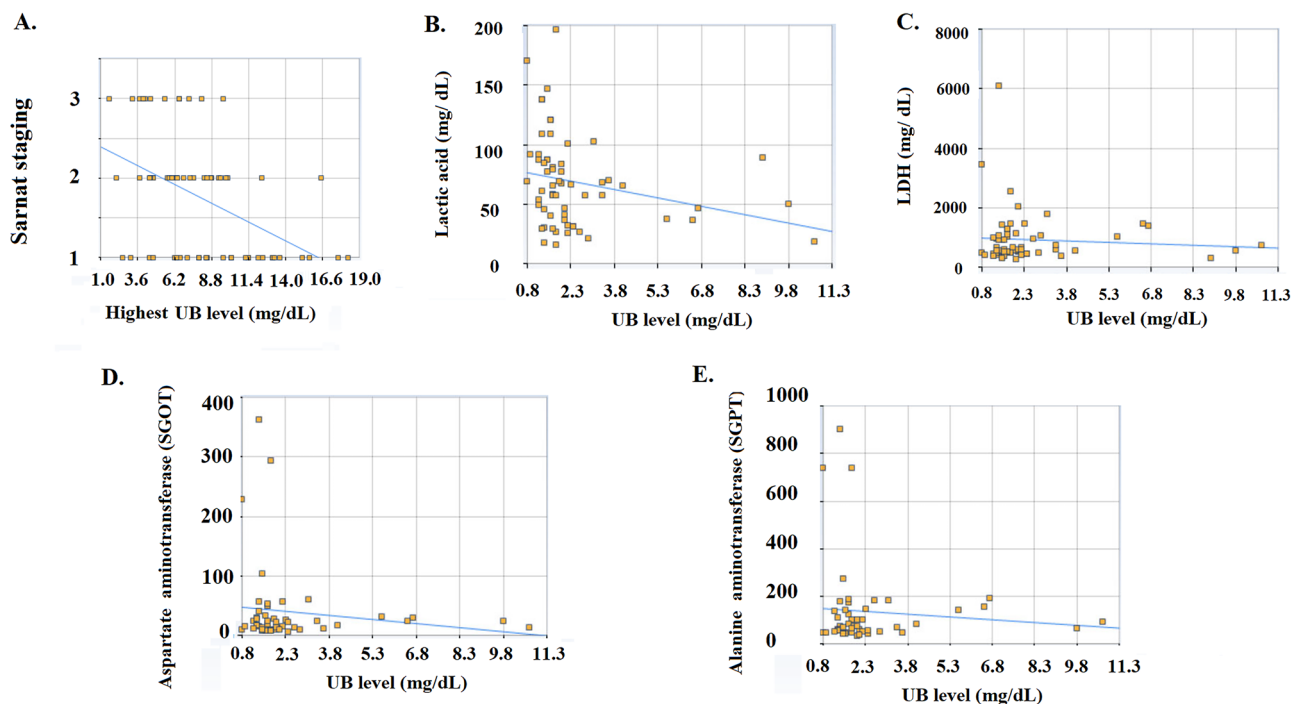 A.
Sarnat staging
3
2
1
1.0 3.6 6.2 8.8 11.4 14.0 16.6 19.0
Highest UB level (mg/dL)
B.
Lactic acid (mg/ dL)
200
150
100
50
0
0.8 2.3 3.8 5.3 6.8 8.3 9.8 11.3
UB level (mg/dL)
C.
LDH (mg/ dL)
8000
6000
4000
2000
0
0.8 2.3 3.8 5.3 6.8 8.3 9.8 11.3
UB level (mg/dL)
D.
Aspartate aminotransferase (SGOT)
400
300
200
100
0
0.8 2.3 3.8 5.3 6.8 8.3 9.8 11.3
UB level (mg/dL)
E.
Alanine aminotransferase (SGPT)
1000
800
600
400
200
0
0.8 2.3 3.8 5.3 6.8 8.3 9.8 11.3
UB level (mg/dL)